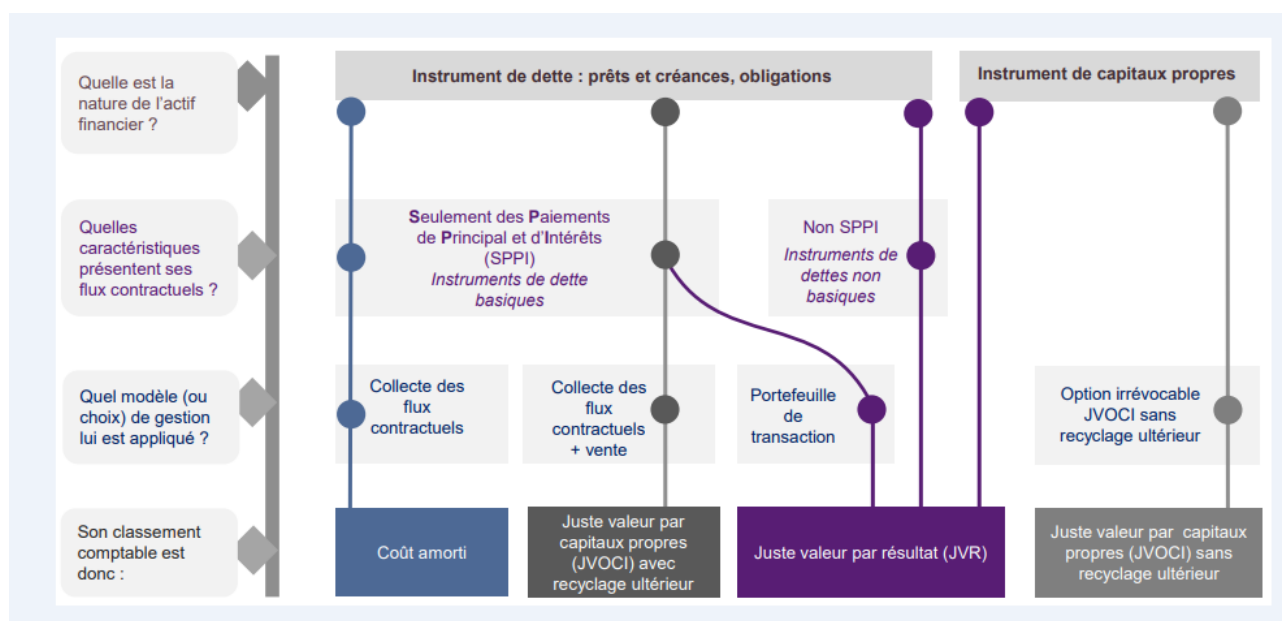 Quelle est la
nature de l'actif
financier ?
Instrument de dette : prêts et créances, obligations
Instrument de capitaux propres
Quelles
caractéristiques
présentent ses
flux contractuels ?
Seulement des Paiements
de Principal et d'Intérêts
(SPPI)
Instruments de dette
basiques
Non SPPI
Instruments de
dettes non
basiques
Quel modèle (ou
choix) de gestion
lui est appliqué ?
Collecte des
flux
contractuels
Collecte des
flux
contractuels
+ vente
Portefeuille
de
transaction
Option irrévocable
JVOCI sans
recyclage ultérieur
Son classement
comptable est
donc :
Coût amorti
Juste valeur par
capitaux propres
(JVOCI) avec
recyclage ultérieur
Juste valeur par résultat (JVR)
Juste valeur par capitaux
propres (JVOCI) sans
recyclage ultérieur